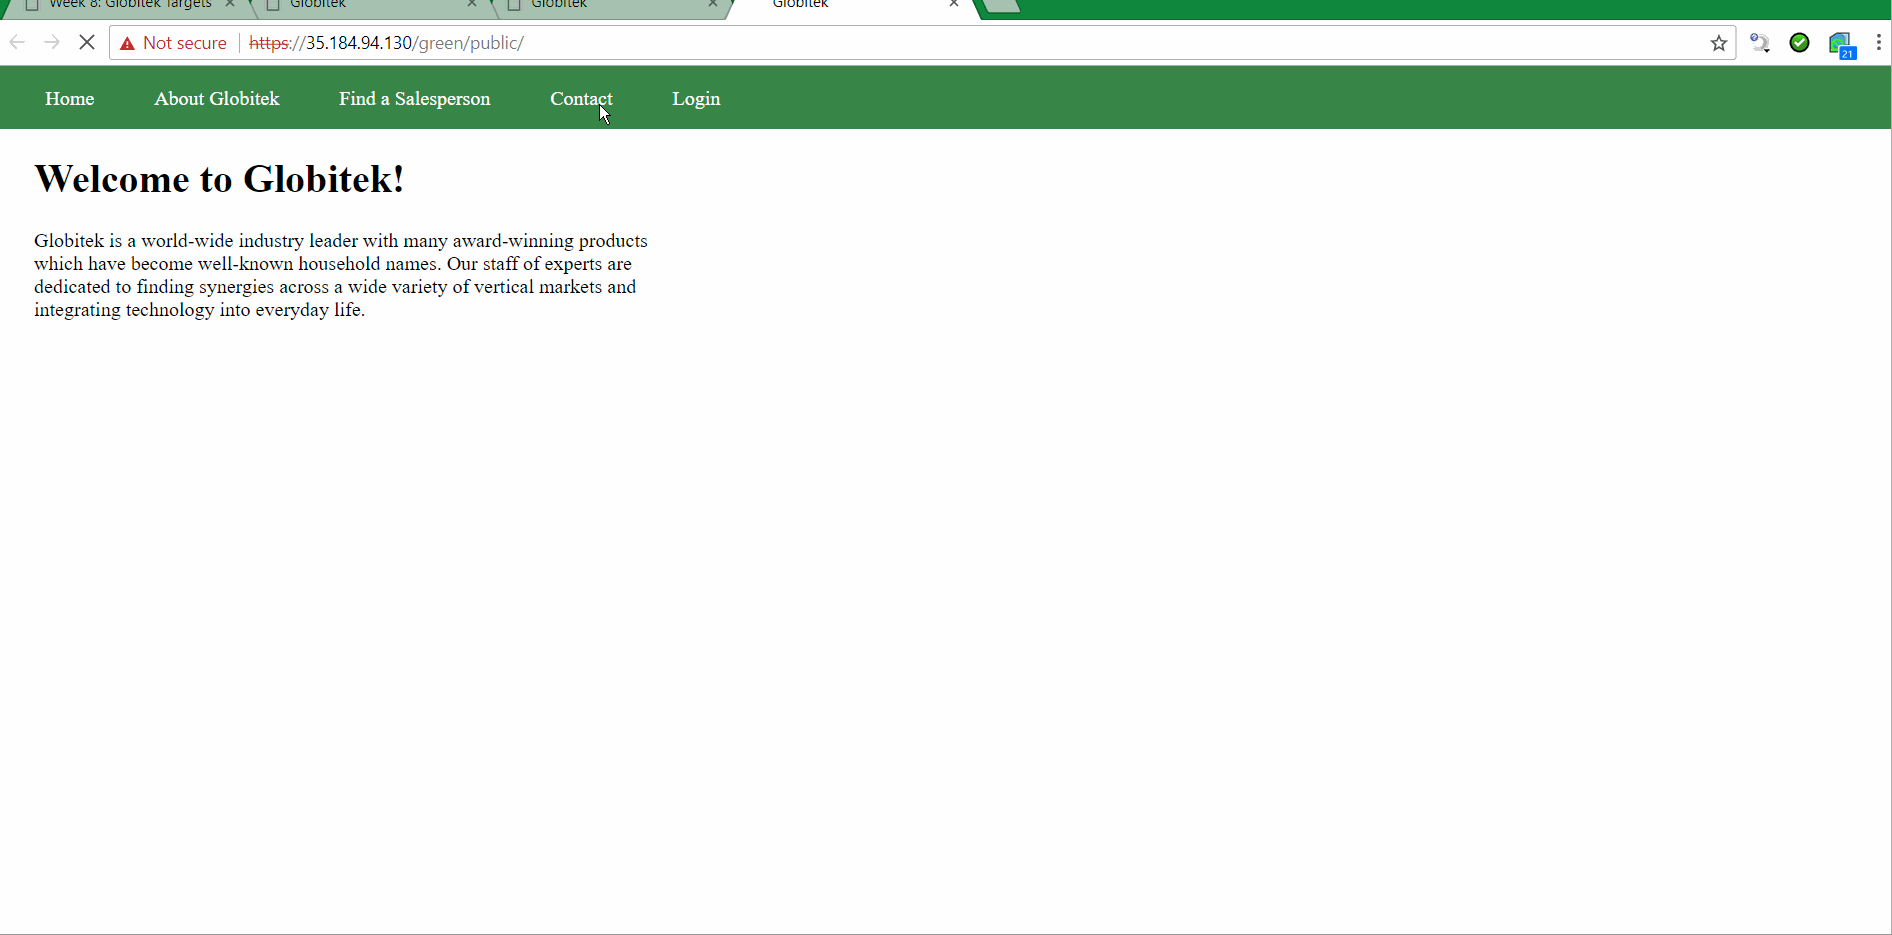 Week 8: Globitek Targets
Globitek
Globitek
Globitek
Not secure
https://35.184.94.130/green/public/
21
Home
About Globitek
Find a Salesperson
Contact
Login
Welcome to Globitek!
Globitek is a world-wide industry leader with many award-winning products
which have become well-known household names. Our staff of experts are
dedicated to finding synergies across a wide variety of vertical markets and
integrating technology into everyday life.